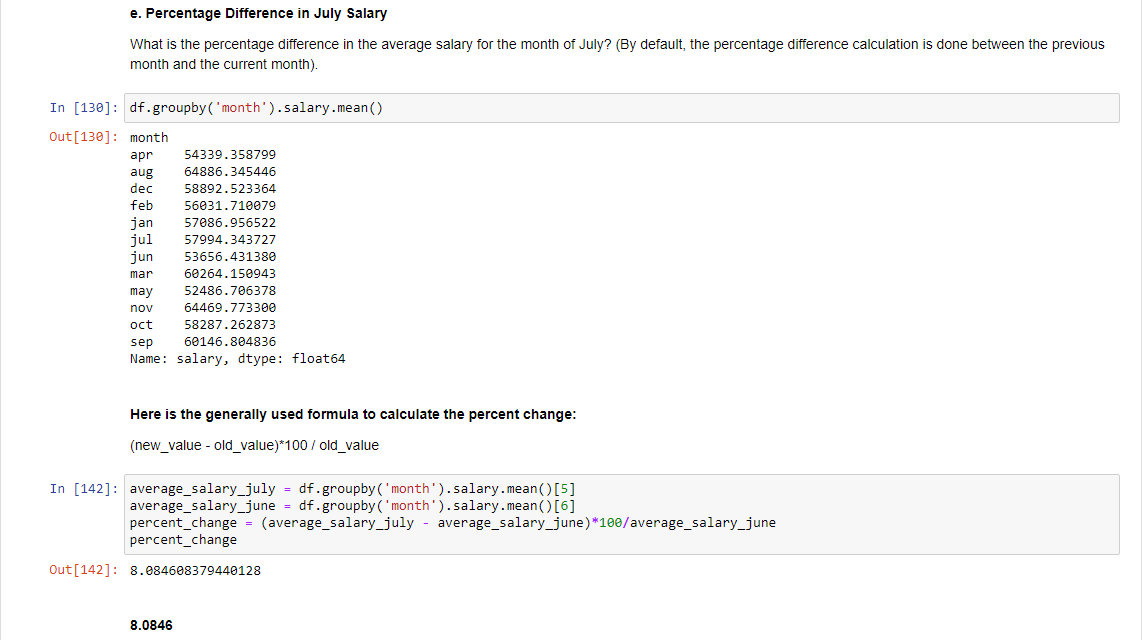 e. Percentage Difference in July Salary
What is the percentage difference in the average salary for the month of July? (By default, the percentage difference calculation is done between the previous
month and the current month).
In [130]: df.groupby('month').salary.mean()
Out[130]: month
apr    54339.358799
aug    64886.345446
dec    58892.523364
feb    56031.710079
jan    57086.956522
jul    57994.343727
jun    53656.431380
mar    60264.150943
may    52486.706378
nov    64469.773300
oct    58287.262873
sep    60146.804836
Name: salary, dtype: float64
Here is the generally used formula to calculate the percent change:
(new_value - old_value)*100 / old_value
In [142]: average_salary_july = df.groupby('month').salary.mean()[5]
average_salary_june = df.groupby('month').salary.mean()[6]
percent_change = (average_salary_july - average_salary_june)*100/average_salary_june
percent_change
Out[142]: 8.084608379440128
8.0846